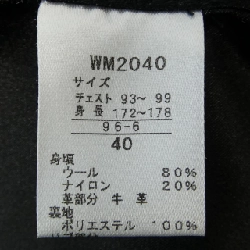 WM2040
サイズ
チェスト 93～99
身長 172～178
96-6
40
身頃
ウール 80%
ナイロン 20%
革部分 牛革
裏地
ポリエステル 100%